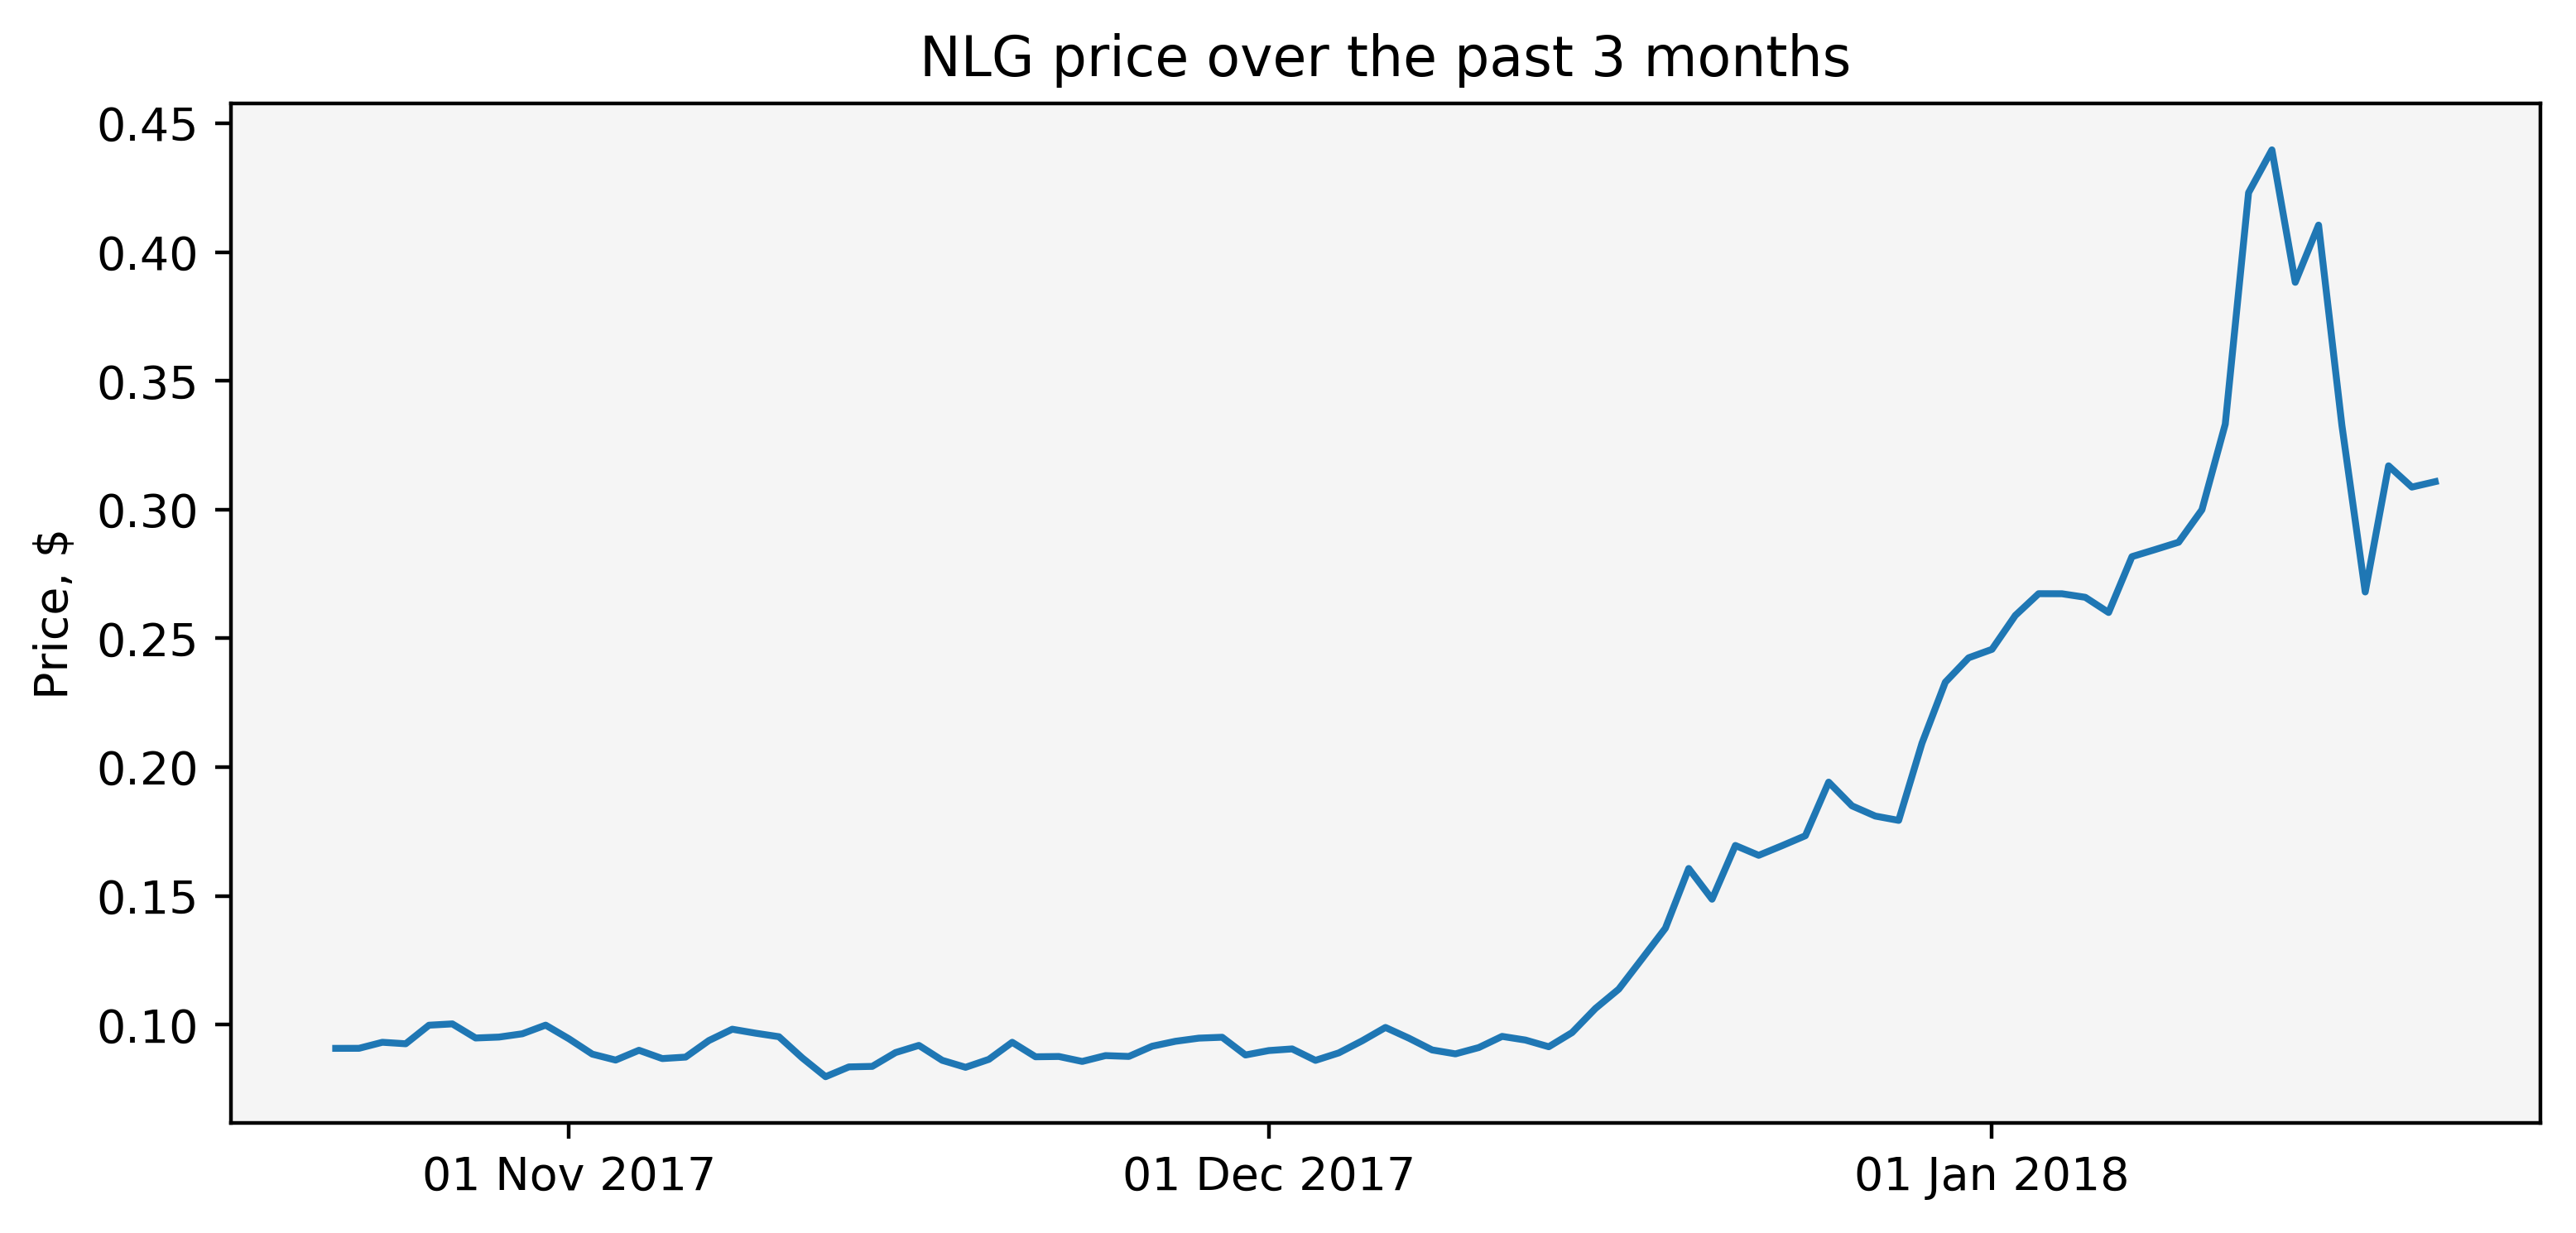 NLG price over the past 3 months
Price, $
0.45
0.40
0.35
0.30
0.25
0.20
0.15
0.10
01 Nov 2017
01 Dec 2017
01 Jan 2018